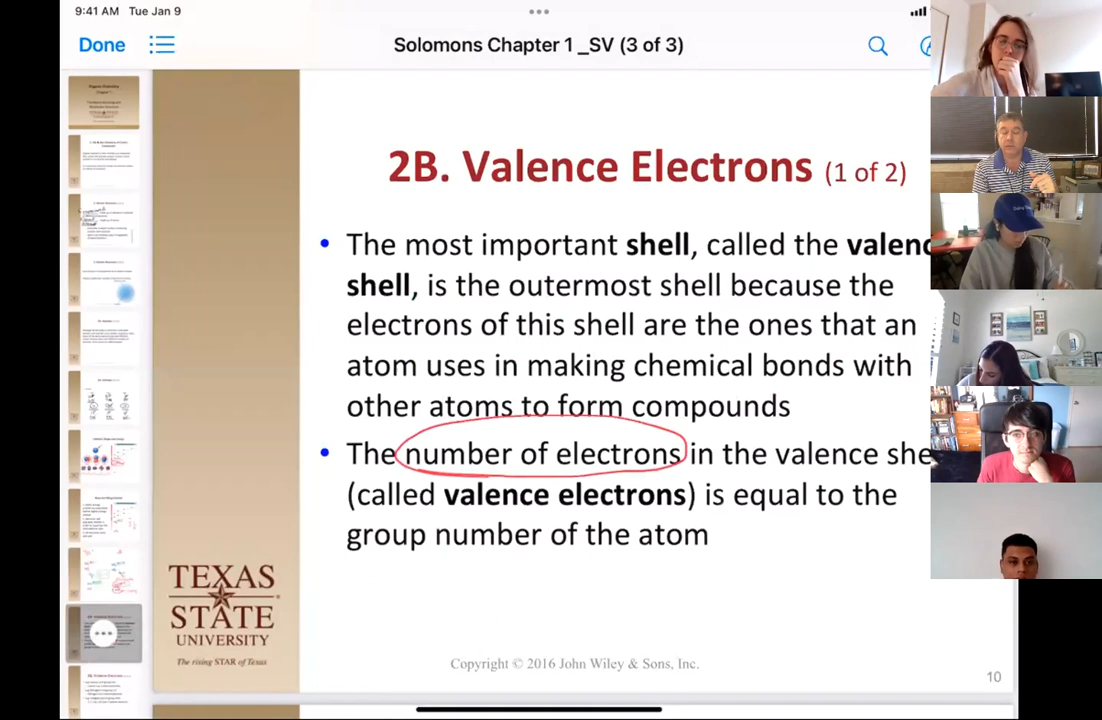 9:41 AM Tue Jan 9
Done
Solomons Chapter 1 _SV (3 of 3)
2B. Valence Electrons (1 of 2)
• The most important shell, called the valenc
shell, is the outermost shell because the
electrons of this shell are the ones that an
atom uses in making chemical bonds with
other atoms to form compounds
• The number of electrons in the valence she
(called valence electrons) is equal to the
group number of the atom
TEXAS
STATE
UNIVERSITY
The rising STAR of Texas
Copyright © 2016 John Wiley & Sons, Inc.
10